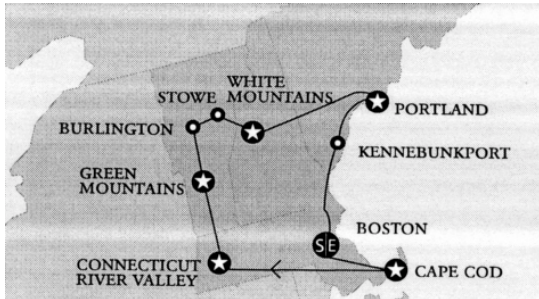 WHITE
STOWE MOUNTAINS
PORTLAND
BURLINGTON
KENNEBUNKPORT
GREEN
MOUNTAINS
BOSTON
SE
CONNECTICUT
RIVER VALLEY
CAPE COD